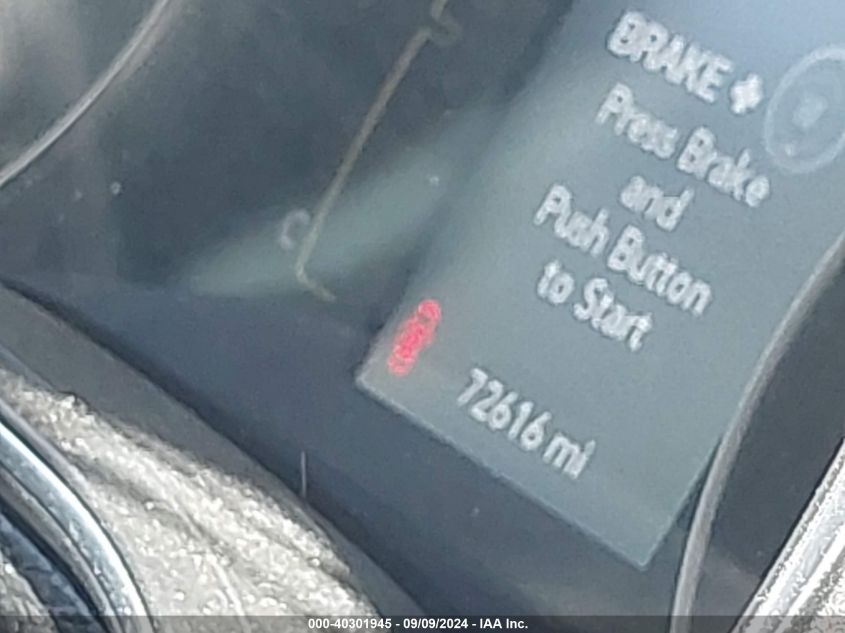 BRAKE +
Press Brake
and
Push Button
to Start
72616 mi
C
000-40301945 - 09/09/2024 - IAA Inc.